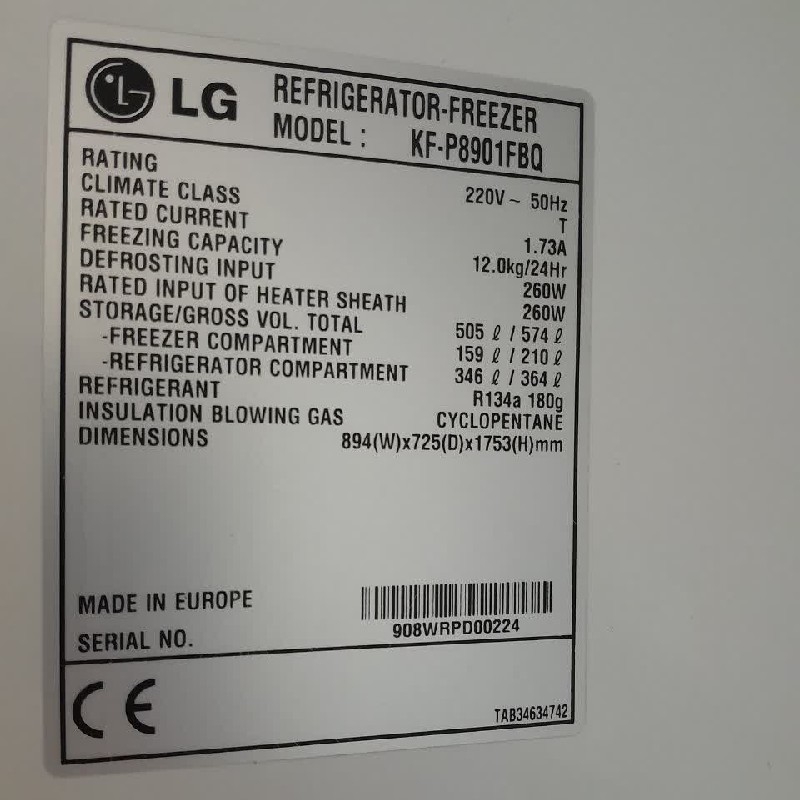 LG REFRIGERATOR-FREEZER
MODEL : KF-P8901FBQ
RATING 220V ~ 50Hz
CLIMATE CLASS T
RATED CURRENT 1.73A
FREEZING CAPACITY 12.0kg/24Hr
DEFROSTING INPUT 260W
RATED INPUT OF HEATER SHEATH 260W
STORAGE/GROSS VOL. TOTAL 505 ℓ / 574 ℓ
-FREEZER COMPARTMENT 159 ℓ / 210 ℓ
-REFRIGERATOR COMPARTMENT 346 ℓ / 364 ℓ
REFRIGERANT R134a 180g
INSULATION BLOWING GAS CYCLOPENTANE
DIMENSIONS 894(W)x725(D)x1753(H)mm
MADE IN EUROPE
SERIAL NO. 908WRPD00224
CE TAB34634742